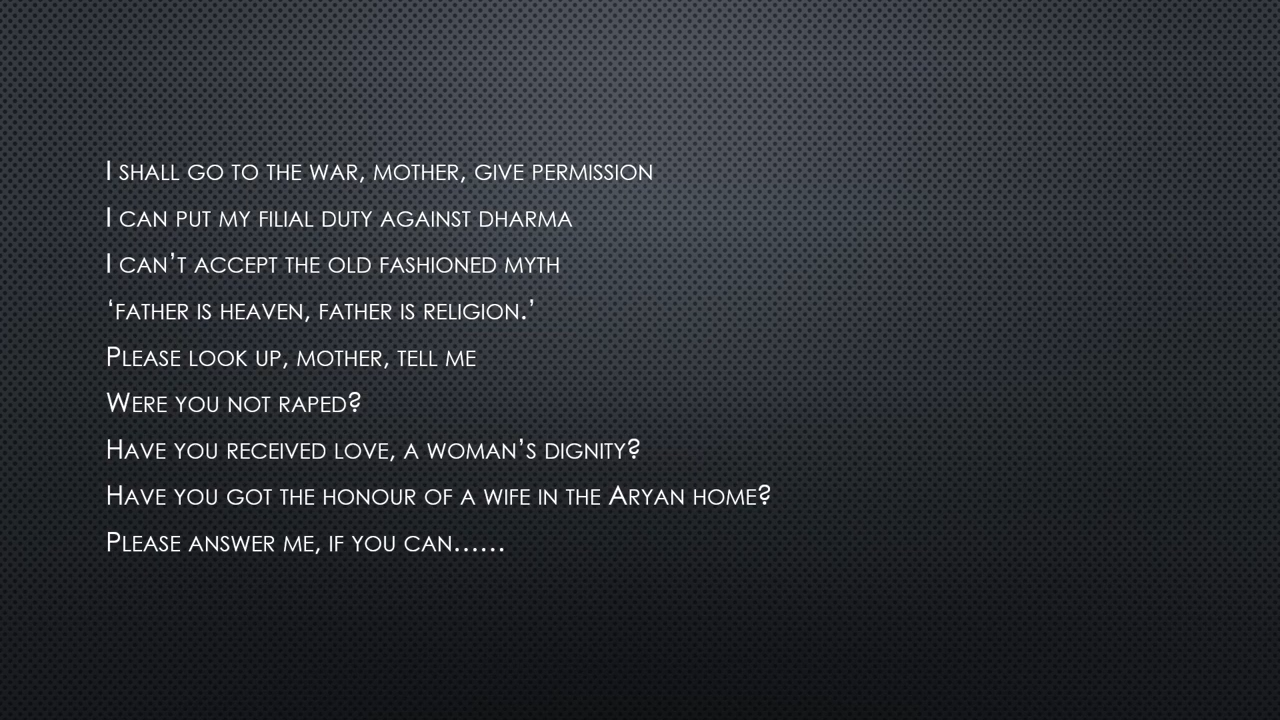 I shall go to the war, mother, give permission
I can put my filial duty against dharma
I can’t accept the old fashioned myth
‘father is heaven, father is religion.’
Please look up, mother, tell me
Were you not raped?
Have you received love, a woman’s dignity?
Have you got the honour of a wife in the Aryan home?
Please answer me, if you can……